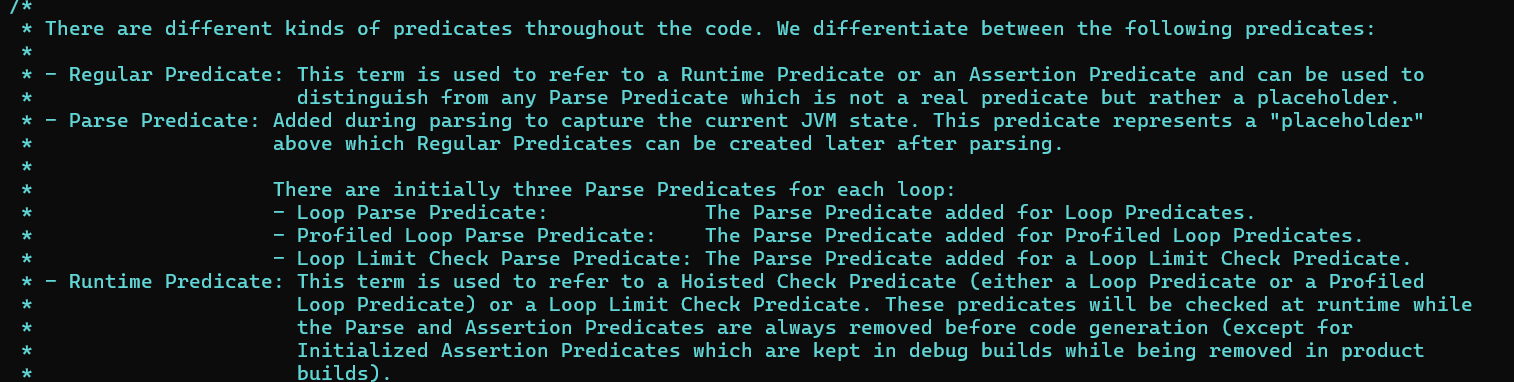 /*
 * There are different kinds of predicates throughout the code. We differentiate between the following predicates:
 *
 * - Regular Predicate: This term is used to refer to a Runtime Predicate or an Assertion Predicate and can be used to
 *                      distinguish from any Parse Predicate which is not a real predicate but rather a placeholder.
 * - Parse Predicate: Added during parsing to capture the current JVM state. This predicate represents a "placeholder"
 *                    above which Regular Predicates can be created later after parsing.
 *
 *                    There are initially three Parse Predicates for each loop:
 *                    - Loop Parse Predicate:             The Parse Predicate added for Loop Predicates.
 *                    - Profiled Loop Parse Predicate:    The Parse Predicate added for Profiled Loop Predicates.
 *                    - Loop Limit Check Parse Predicate: The Parse Predicate added for a Loop Limit Check Predicate.
 * - Runtime Predicate: This term is used to refer to a Hoisted Check Predicate (either a Loop Predicate or a Profiled
 *                      Loop Predicate) or a Loop Limit Check Predicate. These predicates will be checked at runtime while
 *                      the Parse and Assertion Predicates are always removed before code generation (except for
 *                      Initialized Assertion Predicates which are kept in debug builds while being removed in product
 *                      builds).